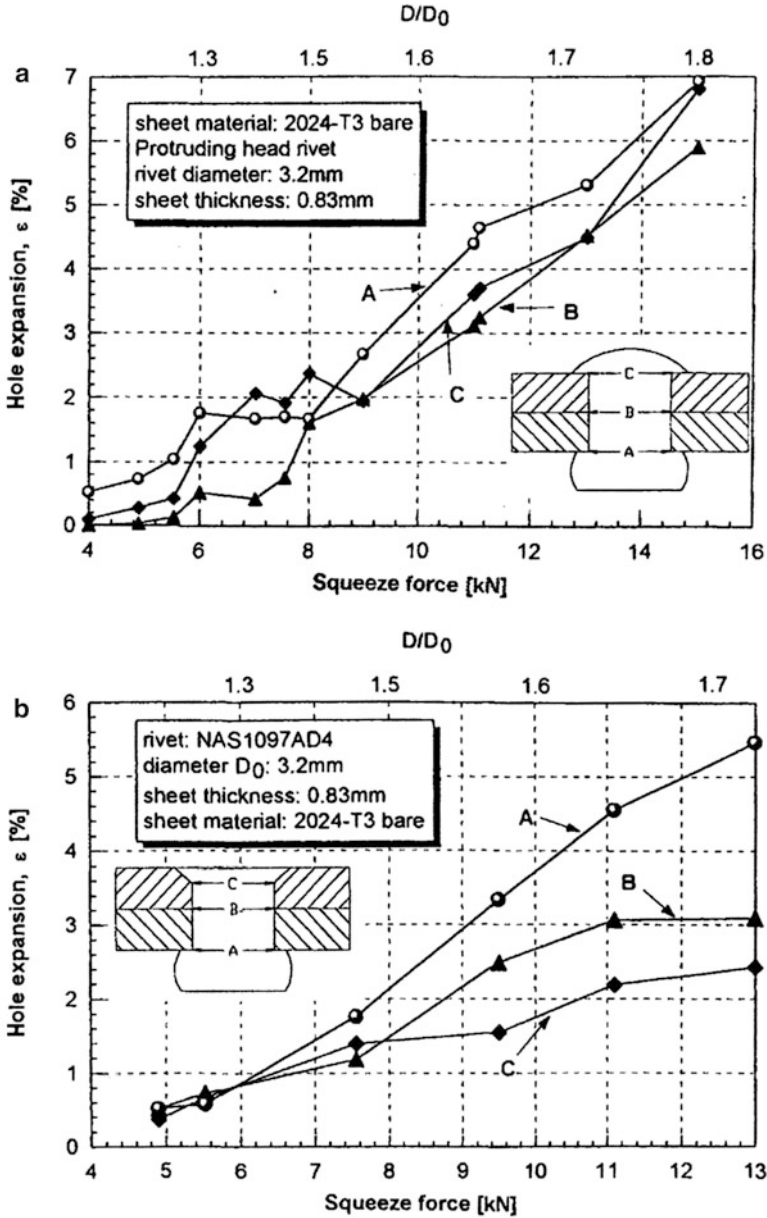 D/D0
1.3 1.4 1.5 1.6 1.7 1.8
a
7
6
5
4
3
2
1
0
Hole expansion, ε [%]
sheet material: 2024-T3 bare
Protruding head rivet
rivet diameter: 3.2mm
sheet thickness: 0.83mm
A
B
C
C
B
A
4 6 8 10 12 14 16
Squeeze force [kN]
D/D0
1.3 1.5 1.6 1.7
b
6
5
4
3
2
1
0
Hole expansion, ε [%]
rivet: NAS1097AD4
diameter D0: 3.2mm
sheet thickness: 0.83mm
sheet material: 2024-T3 bare
A
B
C
C
B
A
4 5 6 7 8 9 10 11 12 13
Squeeze force [kN]